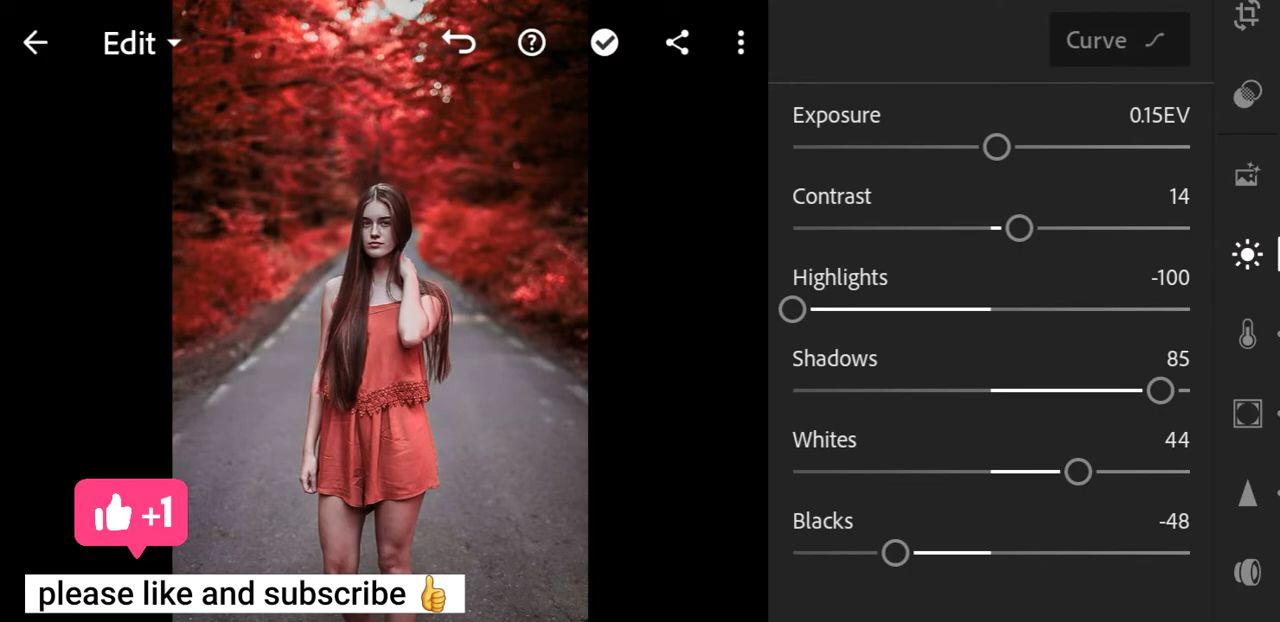 Edit
Curve
Exposure 0.15EV
Contrast 14
Highlights -100
Shadows 85
Whites 44
Blacks -48
+1
please like and subscribe 👍